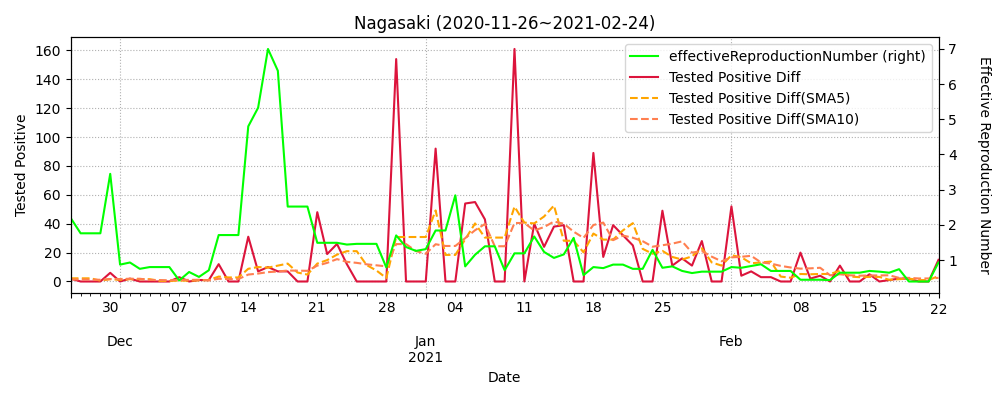 Nagasaki (2020-11-26~2021-02-24)
effectiveReproductionNumber (right)
Tested Positive Diff
Tested Positive Diff(SMA5)
Tested Positive Diff(SMA10)
Tested Positive
160
140
120
100
80
60
40
20
0
Effective Reproduction Number
7
6
5
4
3
2
1
30 07 14 21 28 04 11 18 25 08 15 22
Dec Jan Feb
2021
Date